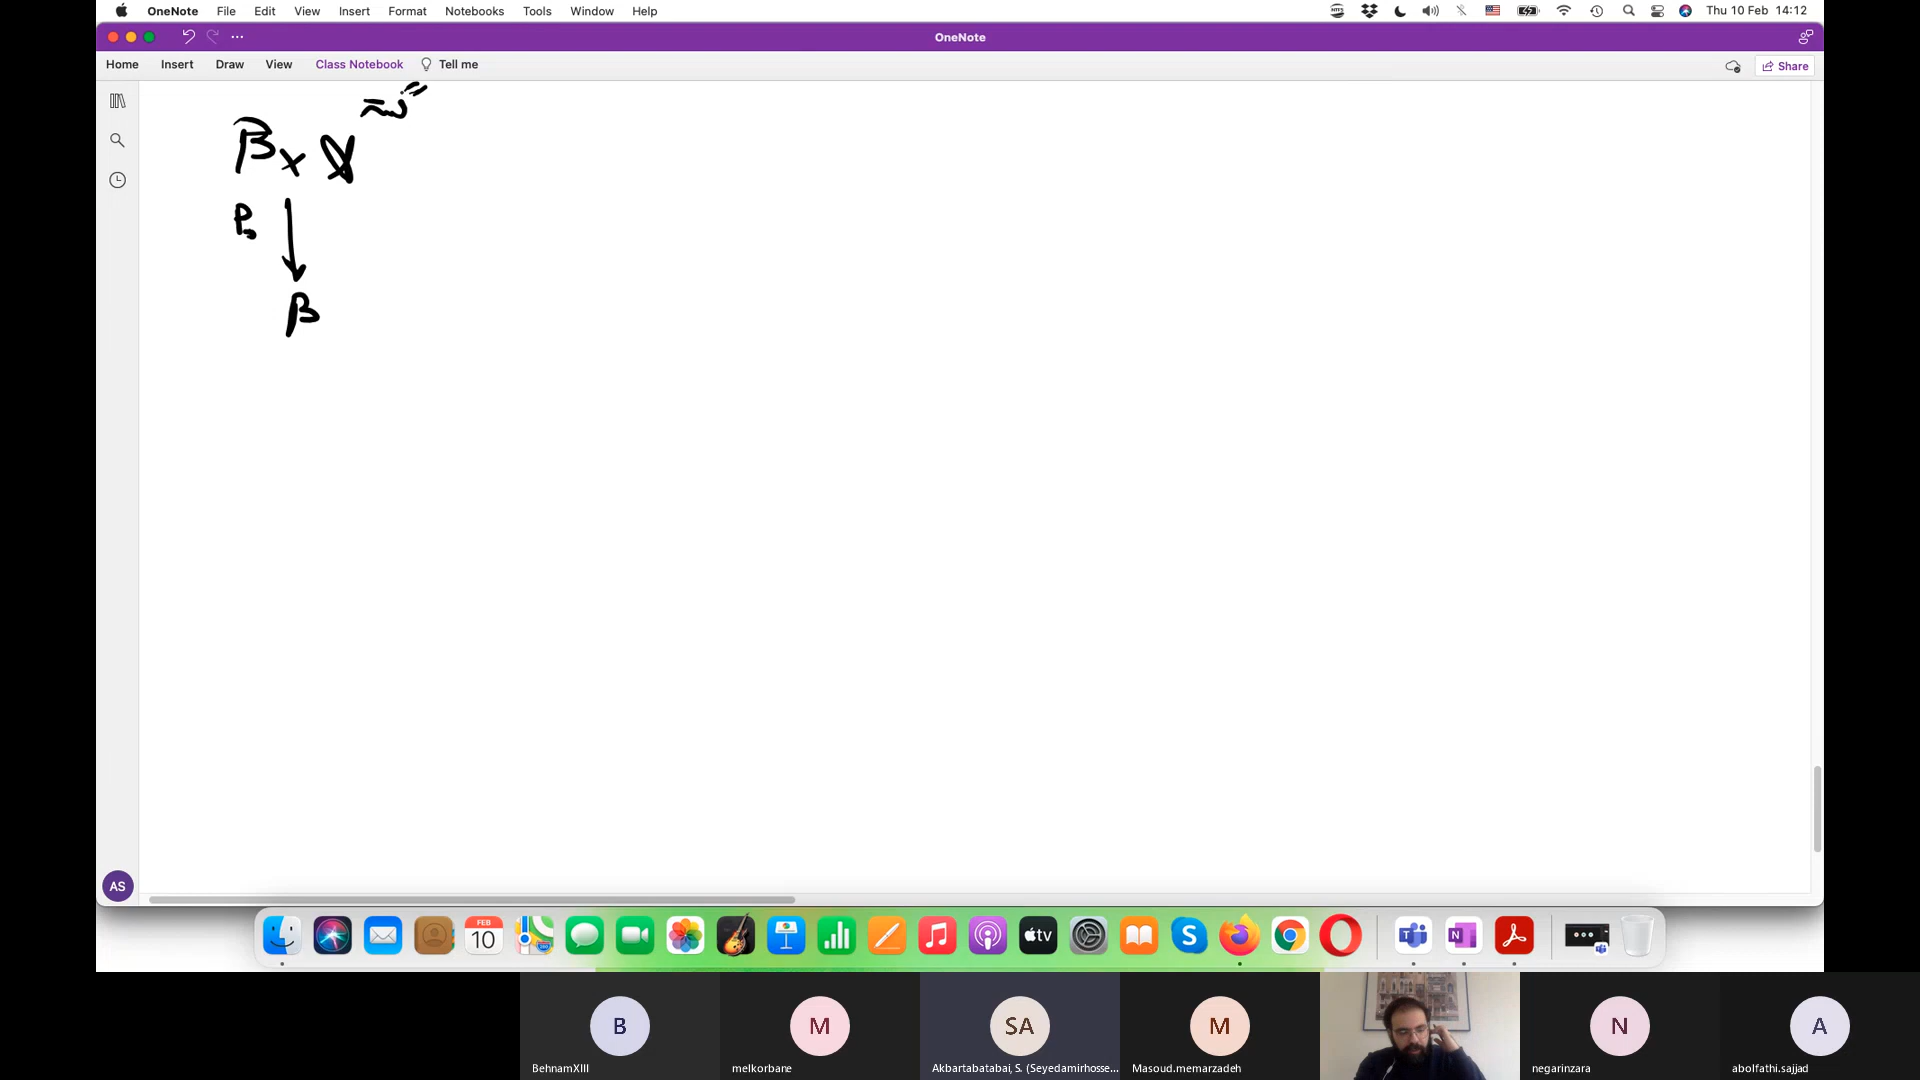 OneNote File Edit View Insert Format Notebooks Tools Window Help
Thu 10 Feb 14:12
OneNote
Home Insert Draw View Class Notebook Tell me
Share
B × X
P
B
AS
FEB
10
tv
S
T
N
B
M
SA
M
N
A
BehnamXIII
melkorbane
Akbartabatabai, S. (Seyedamirhosse...
Masoud.memarzadeh
negarinzara
abolfathi.sajjad